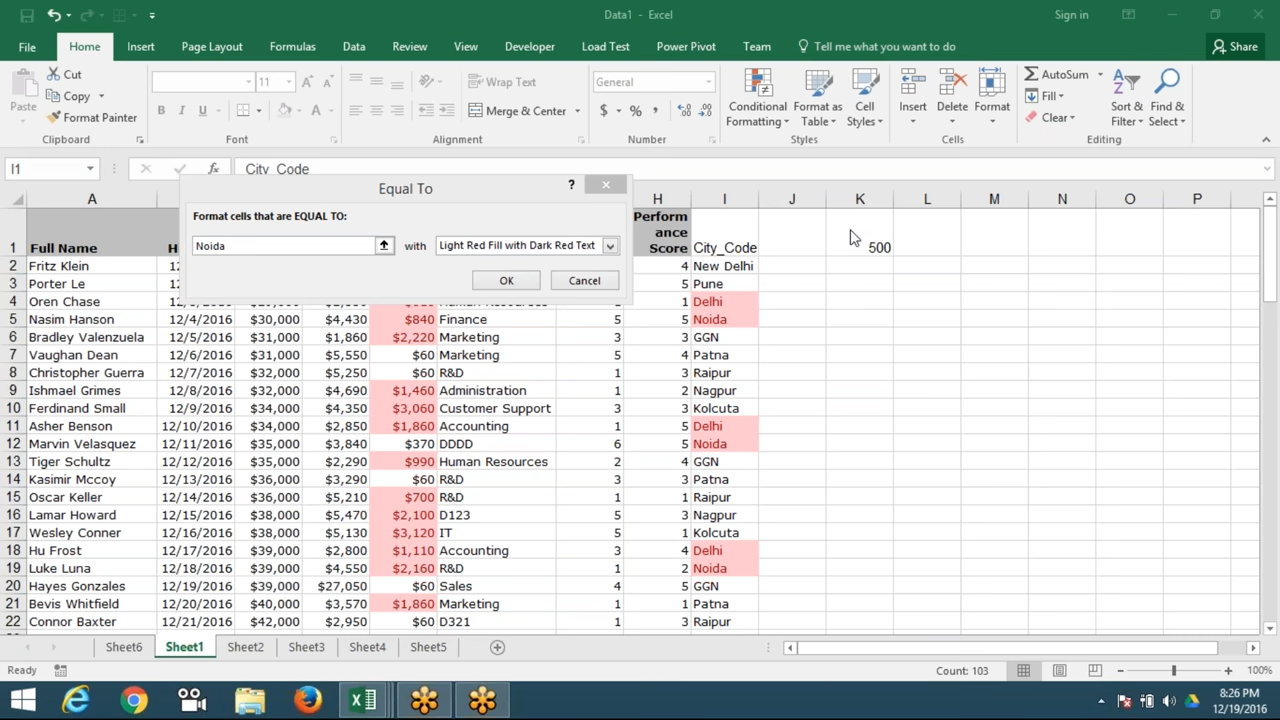 Data1 - Excel
Sign in
File Home Insert Page Layout Formulas Data Review View Developer Load Test Power Pivot Team Tell me what you want to do Share
Paste
Cut
Copy
Format Painter
Clipboard
11
B I U
Font
Wrap Text
Merge & Center
Alignment
General
$ % ,
Number
Conditional Formatting
Format as Table
Cell Styles
Styles
Insert
Delete
Format
Cells
AutoSum
Fill
Clear
Sort & Filter
Find & Select
Editing
I1 fx City_Code
Equal To ?
Format cells that are EQUAL TO:
Noida with Light Red Fill with Dark Red Text
OK Cancel
A H I J K L M N O P
1 Full Name H Perform ance Score City_Code 500
2 Fritz Klein 12 4 New Delhi
3 Porter Le 12 5 Pune
4 Oren Chase 1 Delhi
5 Nasim Hanson 12/4/2016 $30,000 $4,430 $840 Finance 5 5 Noida
6 Bradley Valenzuela 12/5/2016 $31,000 $1,860 $2,220 Marketing 3 3 GGN
7 Vaughan Dean 12/6/2016 $31,000 $5,550 $60 Marketing 5 4 Patna
8 Christopher Guerra 12/7/2016 $32,000 $5,250 $60 R&D 1 3 Raipur
9 Ishmael Grimes 12/8/2016 $32,000 $4,690 $1,460 Administration 1 2 Nagpur
10 Ferdinand Small 12/9/2016 $34,000 $4,350 $3,060 Customer Support 3 3 Kolcuta
11 Asher Benson 12/10/2016 $34,000 $2,850 $1,860 Accounting 1 5 Delhi
12 Marvin Velasquez 12/11/2016 $35,000 $3,840 $370 DDDD 6 5 Noida
13 Tiger Schultz 12/12/2016 $35,000 $2,290 $990 Human Resources 2 4 GGN
14 Kasimir Mccoy 12/13/2016 $36,000 $3,290 $60 R&D 3 3 Patna
15 Oscar Keller 12/14/2016 $36,000 $5,210 $700 R&D 1 1 Raipur
16 Lamar Howard 12/15/2016 $38,000 $5,470 $2,100 D123 5 3 Nagpur
17 Wesley Conner 12/16/2016 $38,000 $5,130 $3,120 IT 5 1 Kolcuta
18 Hu Frost 12/17/2016 $39,000 $2,800 $1,110 Accounting 3 4 Delhi
19 Luke Luna 12/18/2016 $39,000 $4,550 $2,160 R&D 1 2 Noida
20 Hayes Gonzales 12/19/2016 $39,000 $27,050 $60 Sales 4 5 GGN
21 Bevis Whitfield 12/20/2016 $40,000 $3,570 $1,860 Marketing 1 1 Patna
22 Connor Baxter 12/21/2016 $42,000 $2,950 $60 D321 1 3 Raipur
Sheet6 Sheet1 Sheet2 Sheet3 Sheet4 Sheet5
Ready Count: 103 100%
8:26 PM
12/19/2016